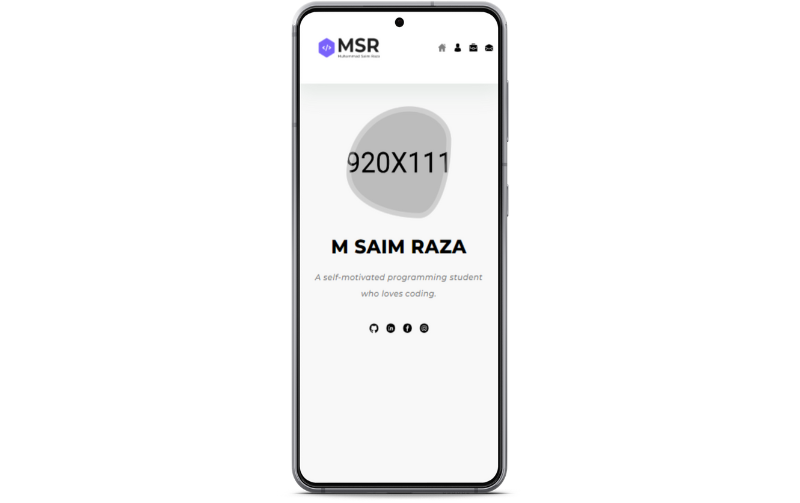 MSR
Muhammad Saim Raza
920X111
M SAIM RAZA
A self-motivated programming student
who loves coding.